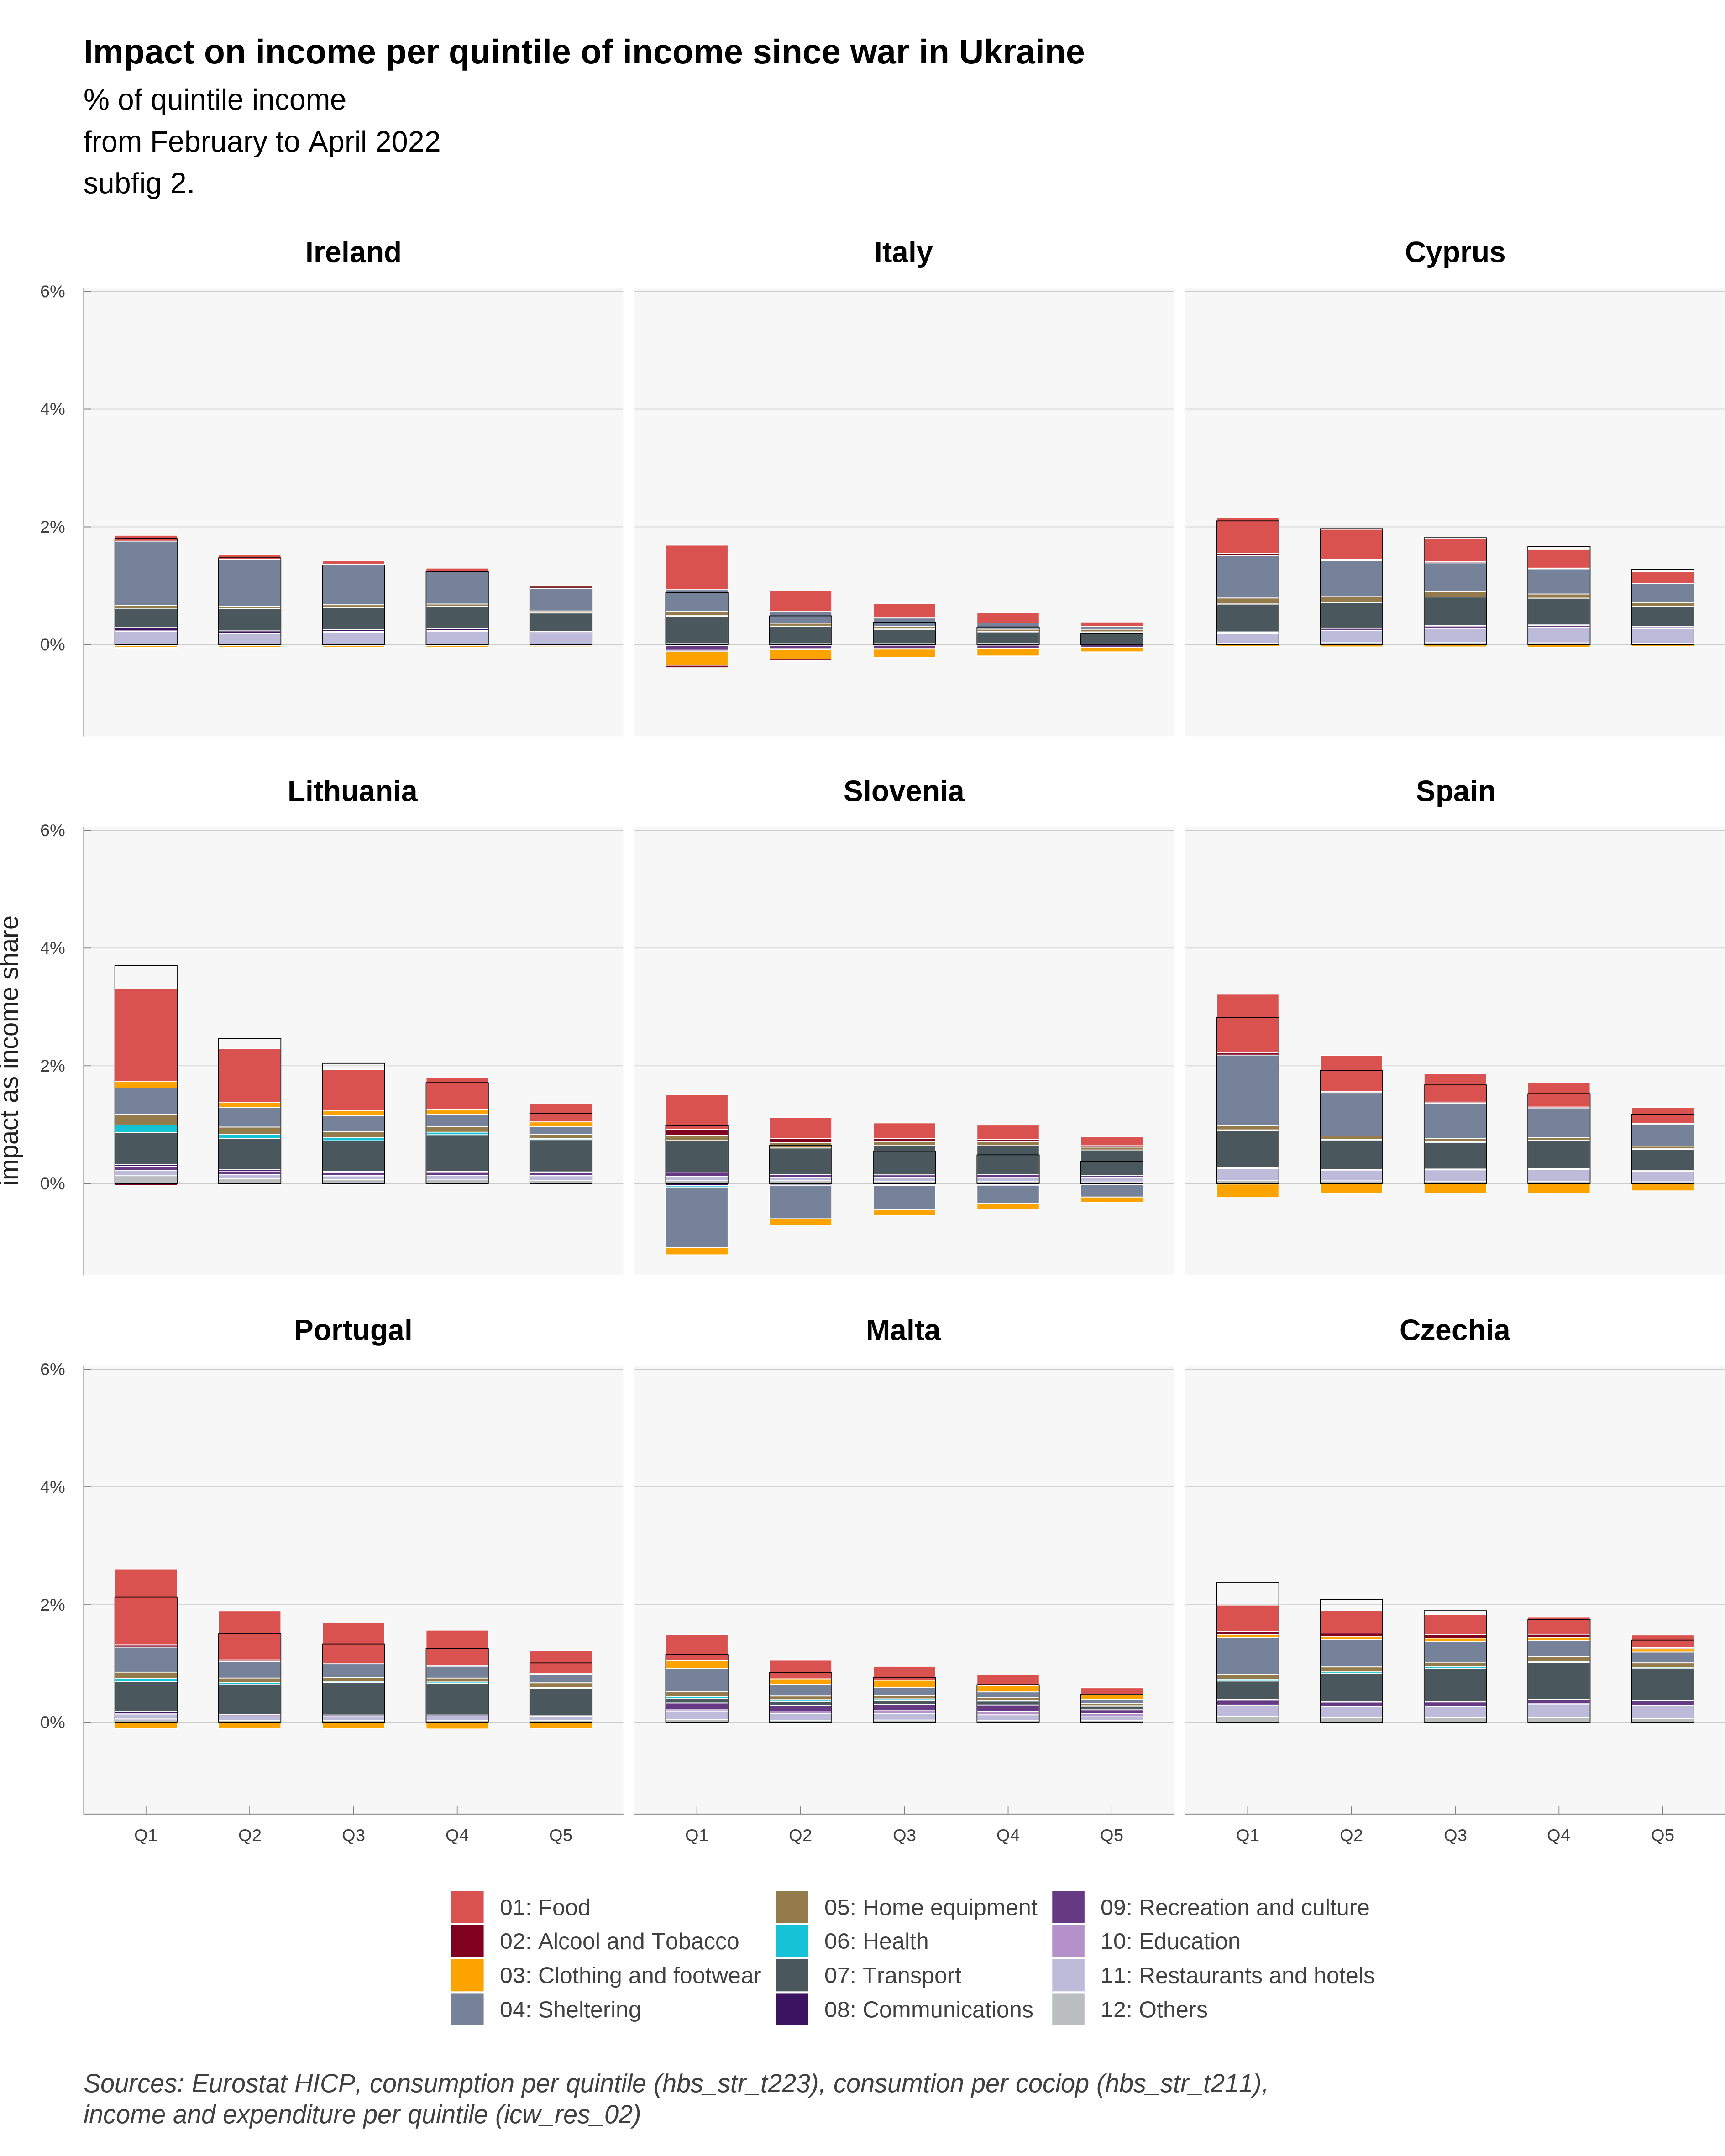 Impact on income per quintile of income since war in Ukraine
% of quintile income
from February to April 2022
subfig 2.
Ireland
Italy
Cyprus
6%
4%
2%
0%
Lithuania
Slovenia
Spain
6%
4%
2%
0%
impact as income share
Portugal
Malta
Czechia
6%
4%
2%
0%
Q1 Q2 Q3 Q4 Q5
Q1 Q2 Q3 Q4 Q5
Q1 Q2 Q3 Q4 Q5
01: Food
02: Alcool and Tobacco
03: Clothing and footwear
04: Sheltering
05: Home equipment
06: Health
07: Transport
08: Communications
09: Recreation and culture
10: Education
11: Restaurants and hotels
12: Others
Sources: Eurostat HICP, consumption per quintile (hbs_str_t223), consumtion per cociop (hbs_str_t211),
income and expenditure per quintile (icw_res_02)